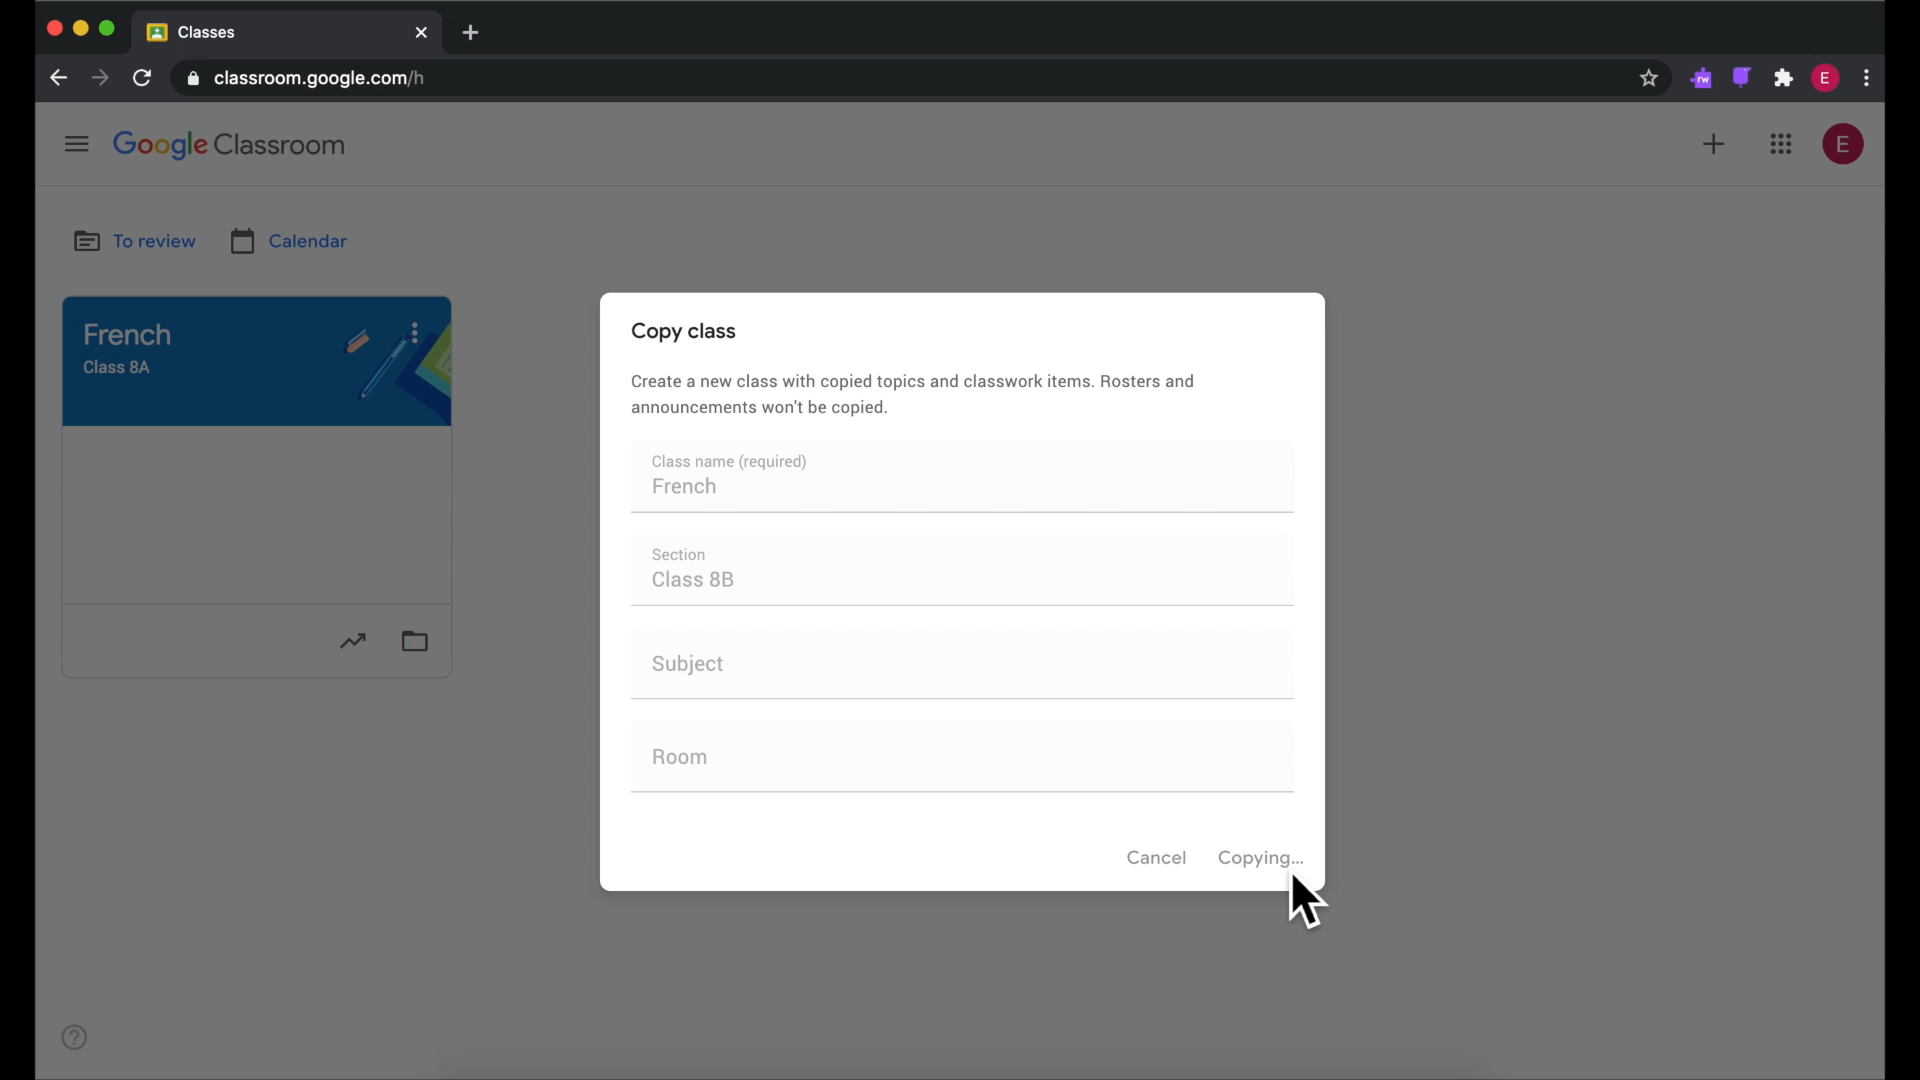 Classes
classroom.google.com/h
rw
E
Google Classroom
E
To review
Calendar
French
Class 8A
Copy class
Create a new class with copied topics and classwork items. Rosters and
announcements won't be copied.
Class name (required)
French
Section
Class 8B
Subject
Room
Cancel
Copying...